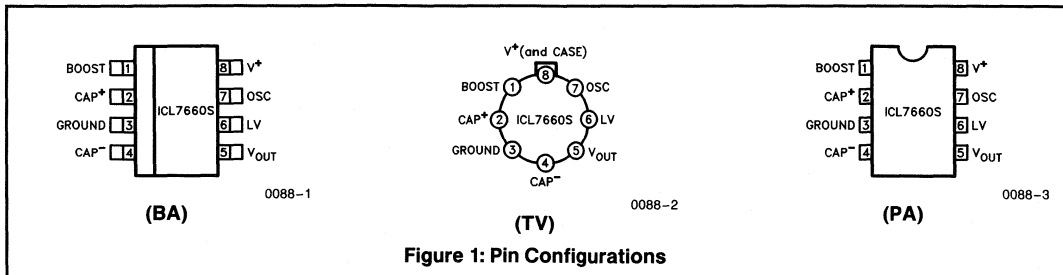 BOOST 1
CAP+ 2
GROUND 3
CAP- 4
ICL7660S
8 V+
7 OSC
6 LV
5 VOUT
0088-1
(BA)
V+(and CASE)
8
BOOST 1
7 OSC
CAP+ 2
ICL7660S
6 LV
GROUND 3
5 VOUT
4
CAP-
0088-2
(TV)
BOOST 1
CAP+ 2
GROUND 3
CAP- 4
ICL7660S
8 V+
7 OSC
6 LV
5 VOUT
0088-3
(PA)
Figure 1: Pin Configurations